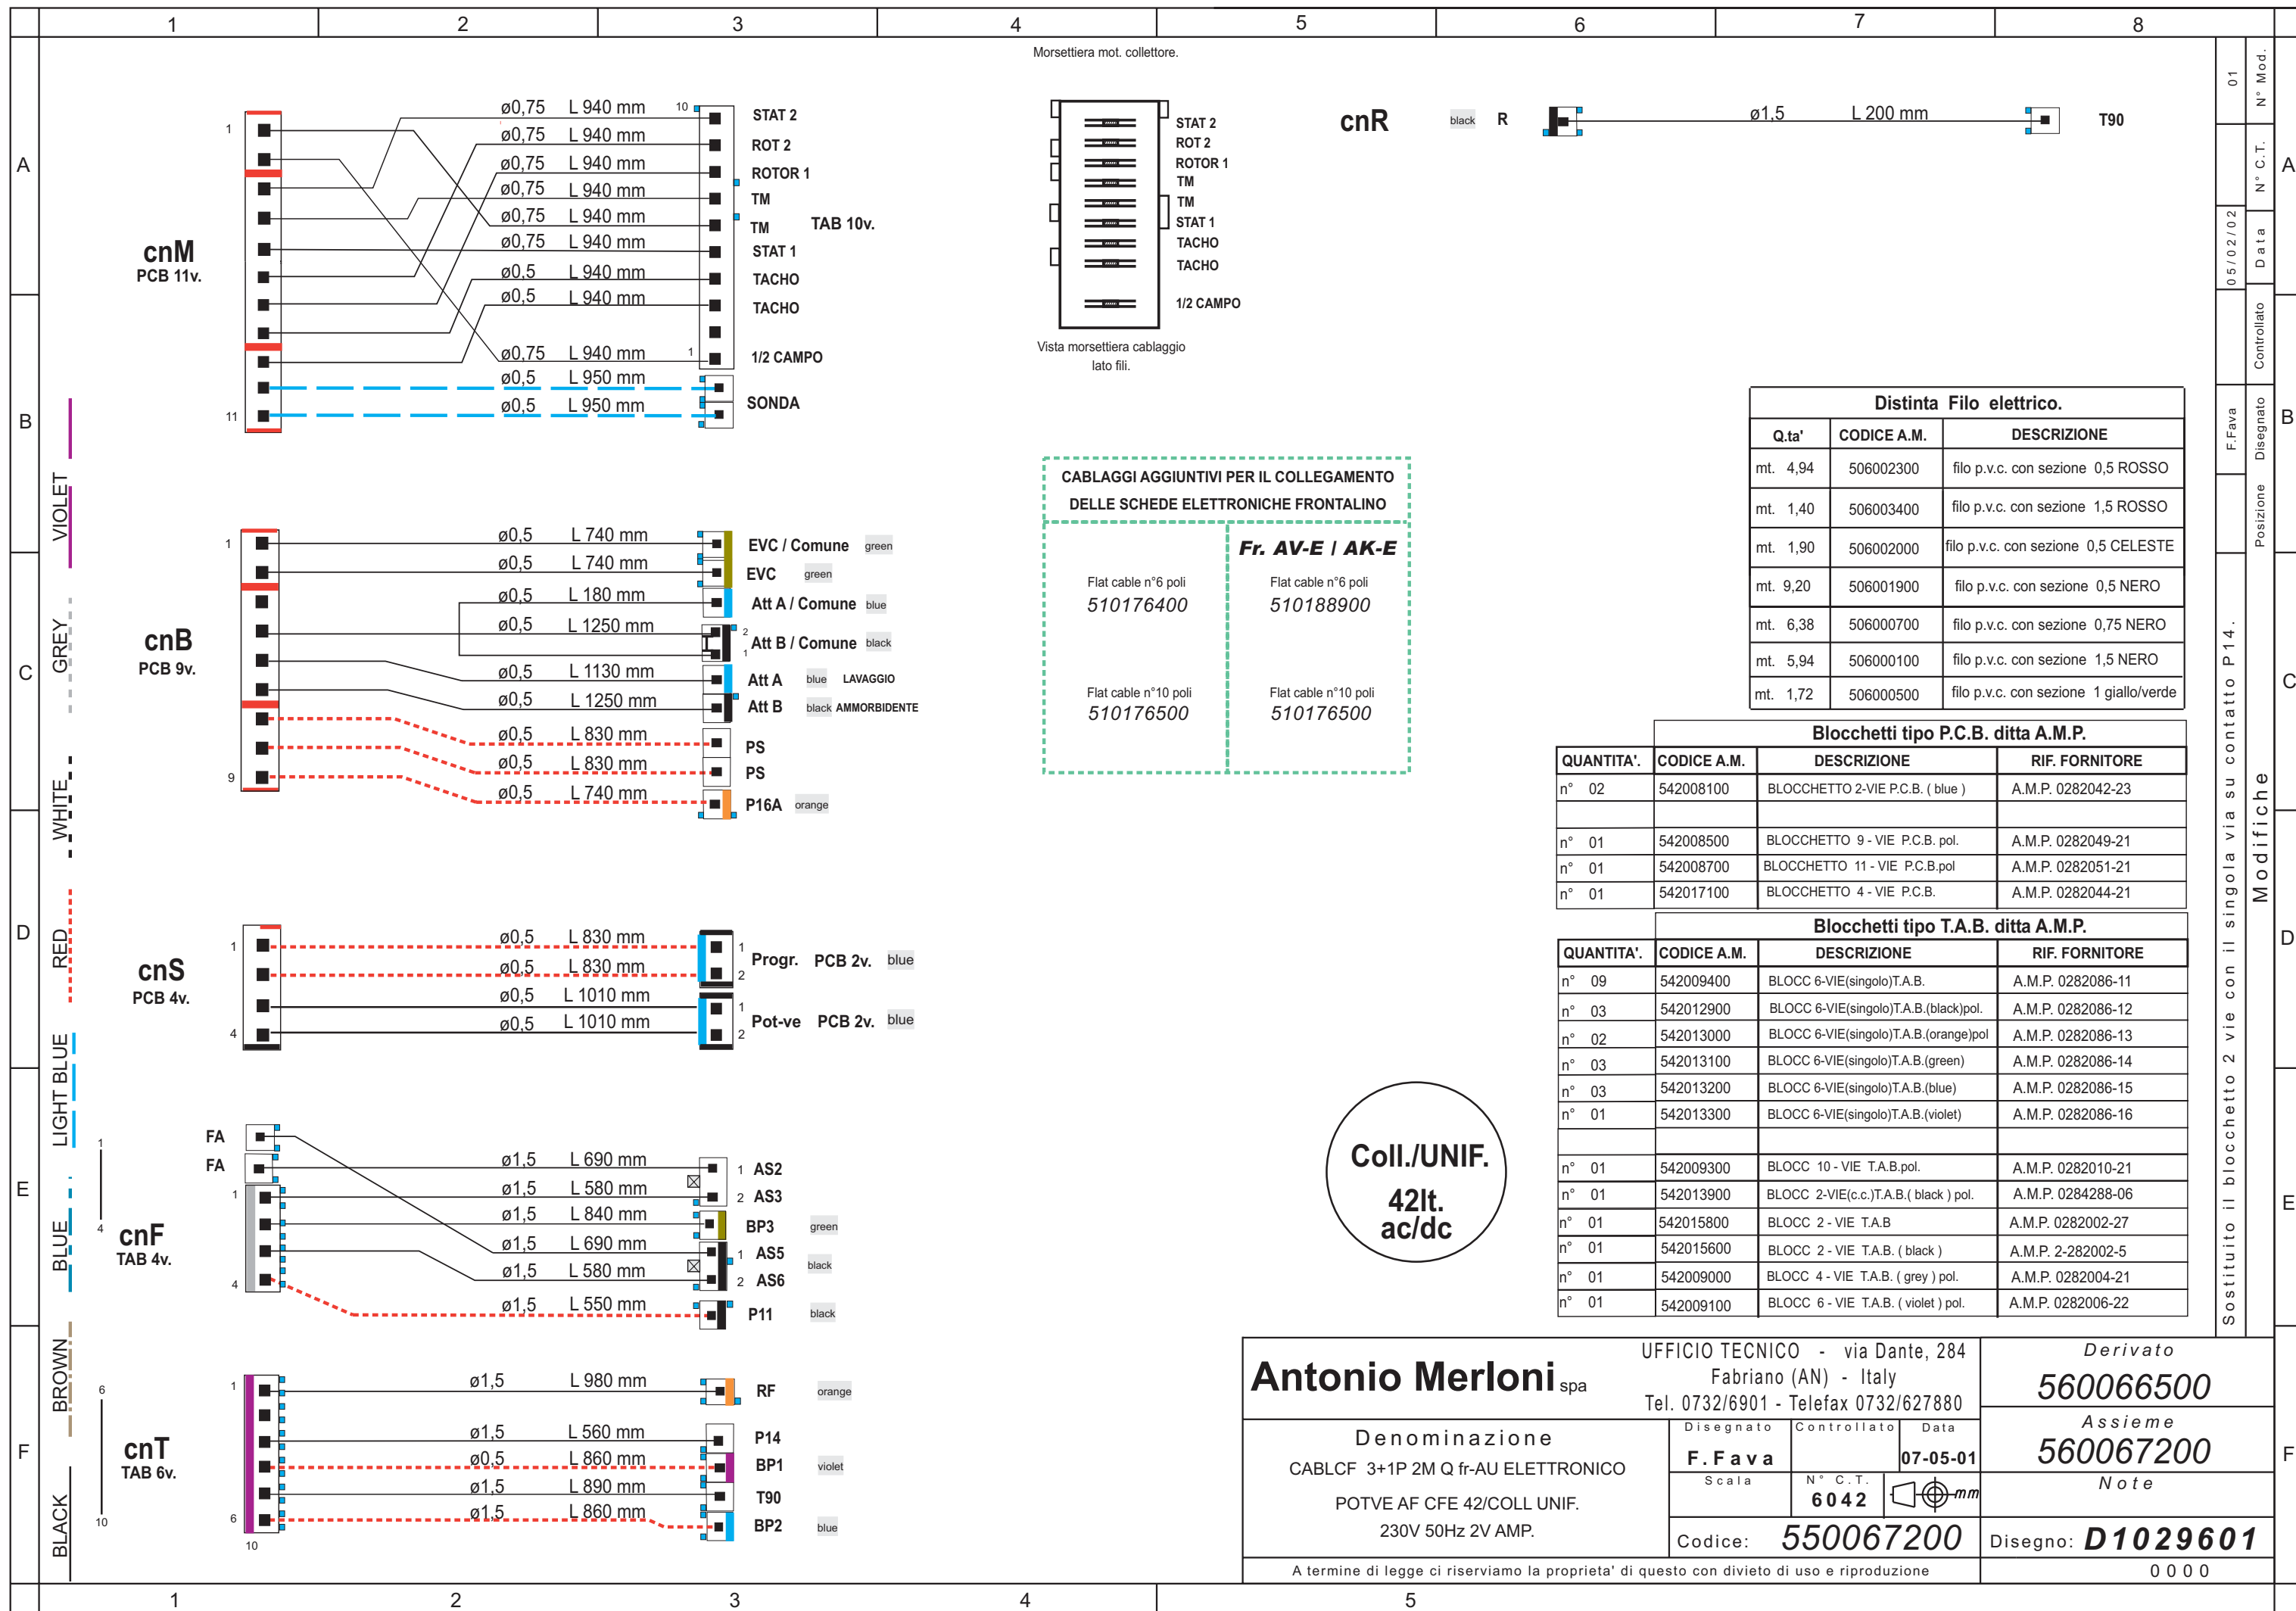 1 2 3 4 5 6 7 8
A
B
C
D
E
F
Morsettiera mot. collettore.
cnM
PCB 11v.
1
11
ø0,75 L 940 mm 10 STAT 2
ø0,75 L 940 mm ROT 2
ø0,75 L 940 mm ROTOR 1
ø0,75 L 940 mm TM
ø0,75 L 940 mm TM
TAB 10v.
ø0,75 L 940 mm STAT 1
ø0,5 L 940 mm TACHO
ø0,5 L 940 mm TACHO
ø0,75 L 940 mm 1 1/2 CAMPO
ø0,5 L 950 mm
SONDA
ø0,5 L 950 mm
STAT 2
ROT 2
ROTOR 1
TM
TM
STAT 1
TACHO
TACHO
1/2 CAMPO
Vista morsettiera cablaggio
lato fili.
cnR black R ø1,5 L 200 mm T90
cnB
PCB 9v.
1
9
ø0,5 L 740 mm EVC / Comune green
ø0,5 L 740 mm EVC green
ø0,5 L 180 mm Att A / Comune blue
ø0,5 L 1250 mm 2
1 Att B / Comune black
ø0,5 L 1130 mm Att A blue LAVAGGIO
ø0,5 L 1250 mm Att B black AMMORBIDENTE
ø0,5 L 830 mm PS
ø0,5 L 830 mm PS
ø0,5 L 740 mm P16A orange
cnS
PCB 4v.
1
4
ø0,5 L 830 mm 1
Progr. PCB 2v. blue
ø0,5 L 830 mm 2
ø0,5 L 1010 mm 1
Pot-ve PCB 2v. blue
ø0,5 L 1010 mm 2
FA
FA
1
4
cnF
TAB 4v.
1
4
ø1,5 L 690 mm 1 AS2
ø1,5 L 580 mm 2 AS3
ø1,5 L 840 mm BP3 green
ø1,5 L 690 mm 1 AS5
black
ø1,5 L 580 mm 2 AS6
ø1,5 L 550 mm P11 black
6
10
cnT
TAB 6v.
1
6
10
ø1,5 L 980 mm RF orange
ø1,5 L 560 mm P14
ø0,5 L 860 mm BP1 violet
ø1,5 L 890 mm T90
ø1,5 L 860 mm BP2 blue
VIOLET
GREY
WHITE
RED
LIGHT BLUE
BLUE
BROWN
BLACK
CABLAGGI AGGIUNTIVI PER IL COLLEGAMENTO
DELLE SCHEDE ELETTRONICHE FRONTALINO
Fr. AV-E / AK-E
Flat cable n°6 poli Flat cable n°6 poli
510176400 510188900
Flat cable n°10 poli Flat cable n°10 poli
510176500 510176500
Coll./UNIF.
42lt.
ac/dc
Distinta Filo elettrico.
Q.ta' CODICE A.M. DESCRIZIONE
mt. 4,94 506002300 filo p.v.c. con sezione 0,5 ROSSO
mt. 1,40 506003400 filo p.v.c. con sezione 1,5 ROSSO
mt. 1,90 506002000 filo p.v.c. con sezione 0,5 CELESTE
mt. 9,20 506001900 filo p.v.c. con sezione 0,5 NERO
mt. 6,38 506000700 filo p.v.c. con sezione 0,75 NERO
mt. 5,94 506000100 filo p.v.c. con sezione 1,5 NERO
mt. 1,72 506000500 filo p.v.c. con sezione 1 giallo/verde
Blocchetti tipo P.C.B. ditta A.M.P.
QUANTITA'. CODICE A.M. DESCRIZIONE RIF. FORNITORE
n° 02 542008100 BLOCCHETTO 2-VIE P.C.B. ( blue ) A.M.P. 0282042-23
n° 01 542008500 BLOCCHETTO 9 - VIE P.C.B. pol. A.M.P. 0282049-21
n° 01 542008700 BLOCCHETTO 11 - VIE P.C.B.pol A.M.P. 0282051-21
n° 01 542017100 BLOCCHETTO 4 - VIE P.C.B. A.M.P. 0282044-21
Blocchetti tipo T.A.B. ditta A.M.P.
QUANTITA'. CODICE A.M. DESCRIZIONE RIF. FORNITORE
n° 09 542009400 BLOCC 6-VIE(singolo)T.A.B. A.M.P. 0282086-11
n° 03 542012900 BLOCC 6-VIE(singolo)T.A.B.(black)pol. A.M.P. 0282086-12
n° 02 542013000 BLOCC 6-VIE(singolo)T.A.B.(orange)pol A.M.P. 0282086-13
n° 03 542013100 BLOCC 6-VIE(singolo)T.A.B.(green) A.M.P. 0282086-14
n° 03 542013200 BLOCC 6-VIE(singolo)T.A.B.(blue) A.M.P. 0282086-15
n° 01 542013300 BLOCC 6-VIE(singolo)T.A.B.(violet) A.M.P. 0282086-16
n° 01 542009300 BLOCC 10 - VIE T.A.B.pol. A.M.P. 0282010-21
n° 01 542013900 BLOCC 2-VIE(c.c.)T.A.B.( black ) pol. A.M.P. 0284288-06
n° 01 542015800 BLOCC 2 - VIE T.A.B A.M.P. 0282002-27
n° 01 542015600 BLOCC 2 - VIE T.A.B. ( black ) A.M.P. 2-282002-5
n° 01 542009000 BLOCC 4 - VIE T.A.B. ( grey ) pol. A.M.P. 0282004-21
n° 01 542009100 BLOCC 6 - VIE T.A.B. ( violet ) pol. A.M.P. 0282006-22
01 N° Mod.
N° C.T.
05/02/02 Data
Controllato
F.Fava Disegnato
Posizione
Sostituito il blocchetto 2 vie con il singola via su contatto P14.
Modifiche
A
B
C
D
E
F
Antonio Merloni spa
UFFICIO TECNICO - via Dante, 284
Fabriano (AN) - Italy
Tel. 0732/6901 - Telefax 0732/627880
Derivato
560066500
Denominazione
CABLCF 3+1P 2M Q fr-AU ELETTRONICO
POTVE AF CFE 42/COLL UNIF.
230V 50Hz 2V AMP.
Disegnato Controllato Data
F.Fava 07-05-01
Scala N° C.T.
6042 mm
Assieme
560067200
Note
Codice: 550067200
Disegno: D1029601
A termine di legge ci riserviamo la proprieta' di questo con divieto di uso e riproduzione
0000
1 2 3 4 5